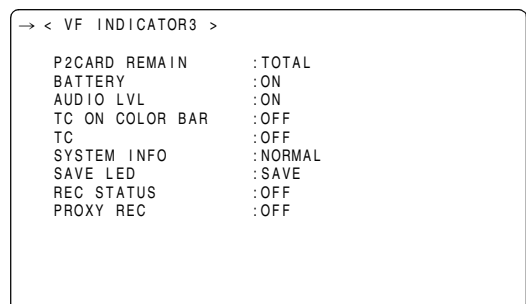 → < VF INDICATOR3 >
P2CARD REMAIN :TOTAL
BATTERY :ON
AUDIO LVL :ON
TC ON COLOR BAR :OFF
TC :OFF
SYSTEM INFO :NORMAL
SAVE LED :SAVE
REC STATUS :OFF
PROXY REC :OFF